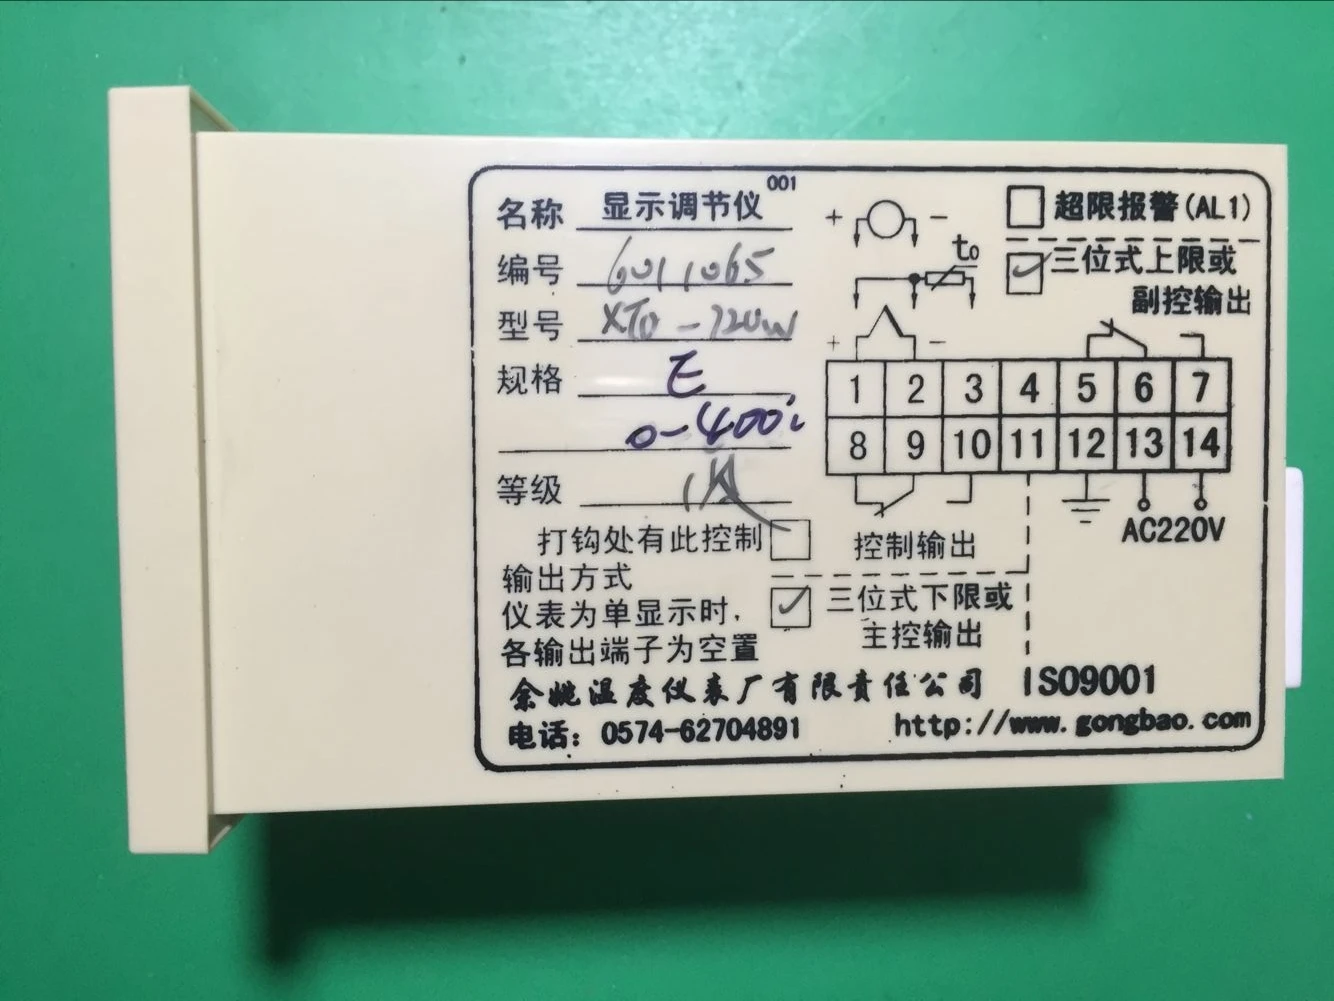 名称 显示调节仪 001
编号 6011065
型号 XTD-720W
规格 E
0-400
等级
打钩处有此控制
输出方式
仪表为单显示时,
各输出端子为空置
+ - to
超限报警(AL1)
三位式上限或
副控输出
+ -
1 2 3 4 5 6 7
8 9 10 11 12 13 14
AC220V
控制输出
三位式下限或
主控输出
余姚温度仪表厂有限责任公司 ISO9001
电话: 0574-62704891 http://www.gongbao.com